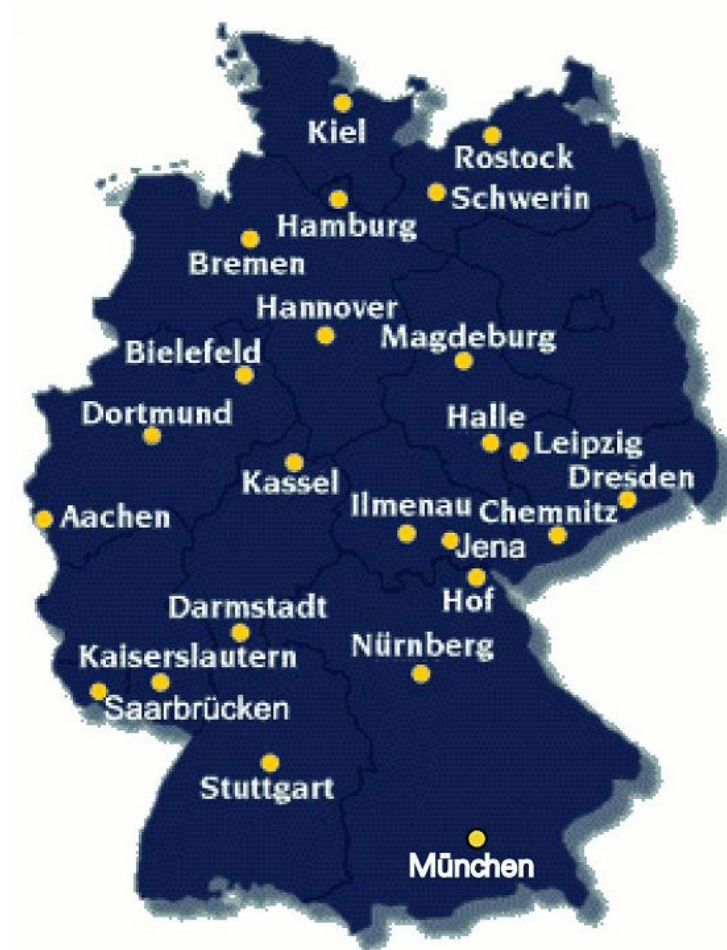 Kiel
Rostock
Schwerin
Hamburg
Bremen
Hannover
Magdeburg
Bielefeld
Dortmund
Halle
Leipzig
Kassel
Dresden
Ilmenau
Chemnitz
Aachen
Jena
Hof
Darmstadt
Nürnberg
Kaiserslautern
Saarbrücken
Stuttgart
München